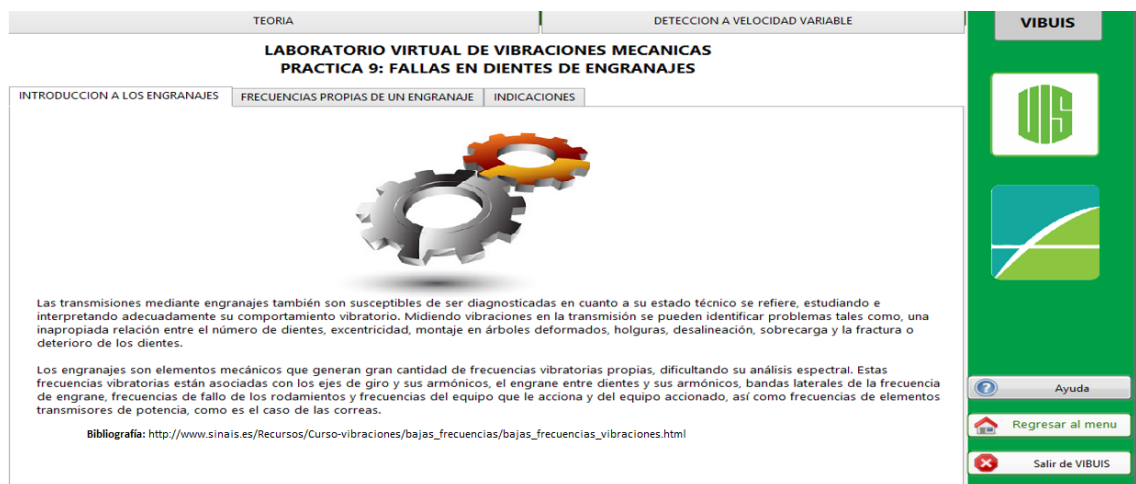 TEORIA
DETECCION A VELOCIDAD VARIABLE
VIBUIS
LABORATORIO VIRTUAL DE VIBRACIONES MECANICAS
PRACTICA 9: FALLAS EN DIENTES DE ENGRANAJES
INTRODUCCION A LOS ENGRANAJES
FRECUENCIAS PROPIAS DE UN ENGRANAJE
INDICACIONES
UIS
Las transmisiones mediante engranajes también son susceptibles de ser diagnosticadas en cuanto a su estado técnico se refiere, estudiando e
interpretando adecuadamente su comportamiento vibratorio. Midiendo vibraciones en la transmisión se pueden identificar problemas tales como, una
inapropiada relación entre el número de dientes, excentricidad, montaje en árboles deformados, holguras, desalineación, sobrecarga y la fractura o
deterioro de los dientes.
Los engranajes son elementos mecánicos que generan gran cantidad de frecuencias vibratorias propias, dificultando su análisis espectral. Estas
frecuencias vibratorias están asociadas con los ejes de giro y sus armónicos, el engrane entre dientes y sus armónicos, bandas laterales de la frecuencia
de engrane, frecuencias de fallo de los rodamientos y frecuencias del equipo que le acciona y del equipo accionado, así como frecuencias de elementos
transmisores de potencia, como es el caso de las correas.
Bibliografía: http://www.sinais.es/Recursos/Curso-vibraciones/bajas_frecuencias/bajas_frecuencias_vibraciones.html
Ayuda
Regresar al menu
Salir de VIBUIS